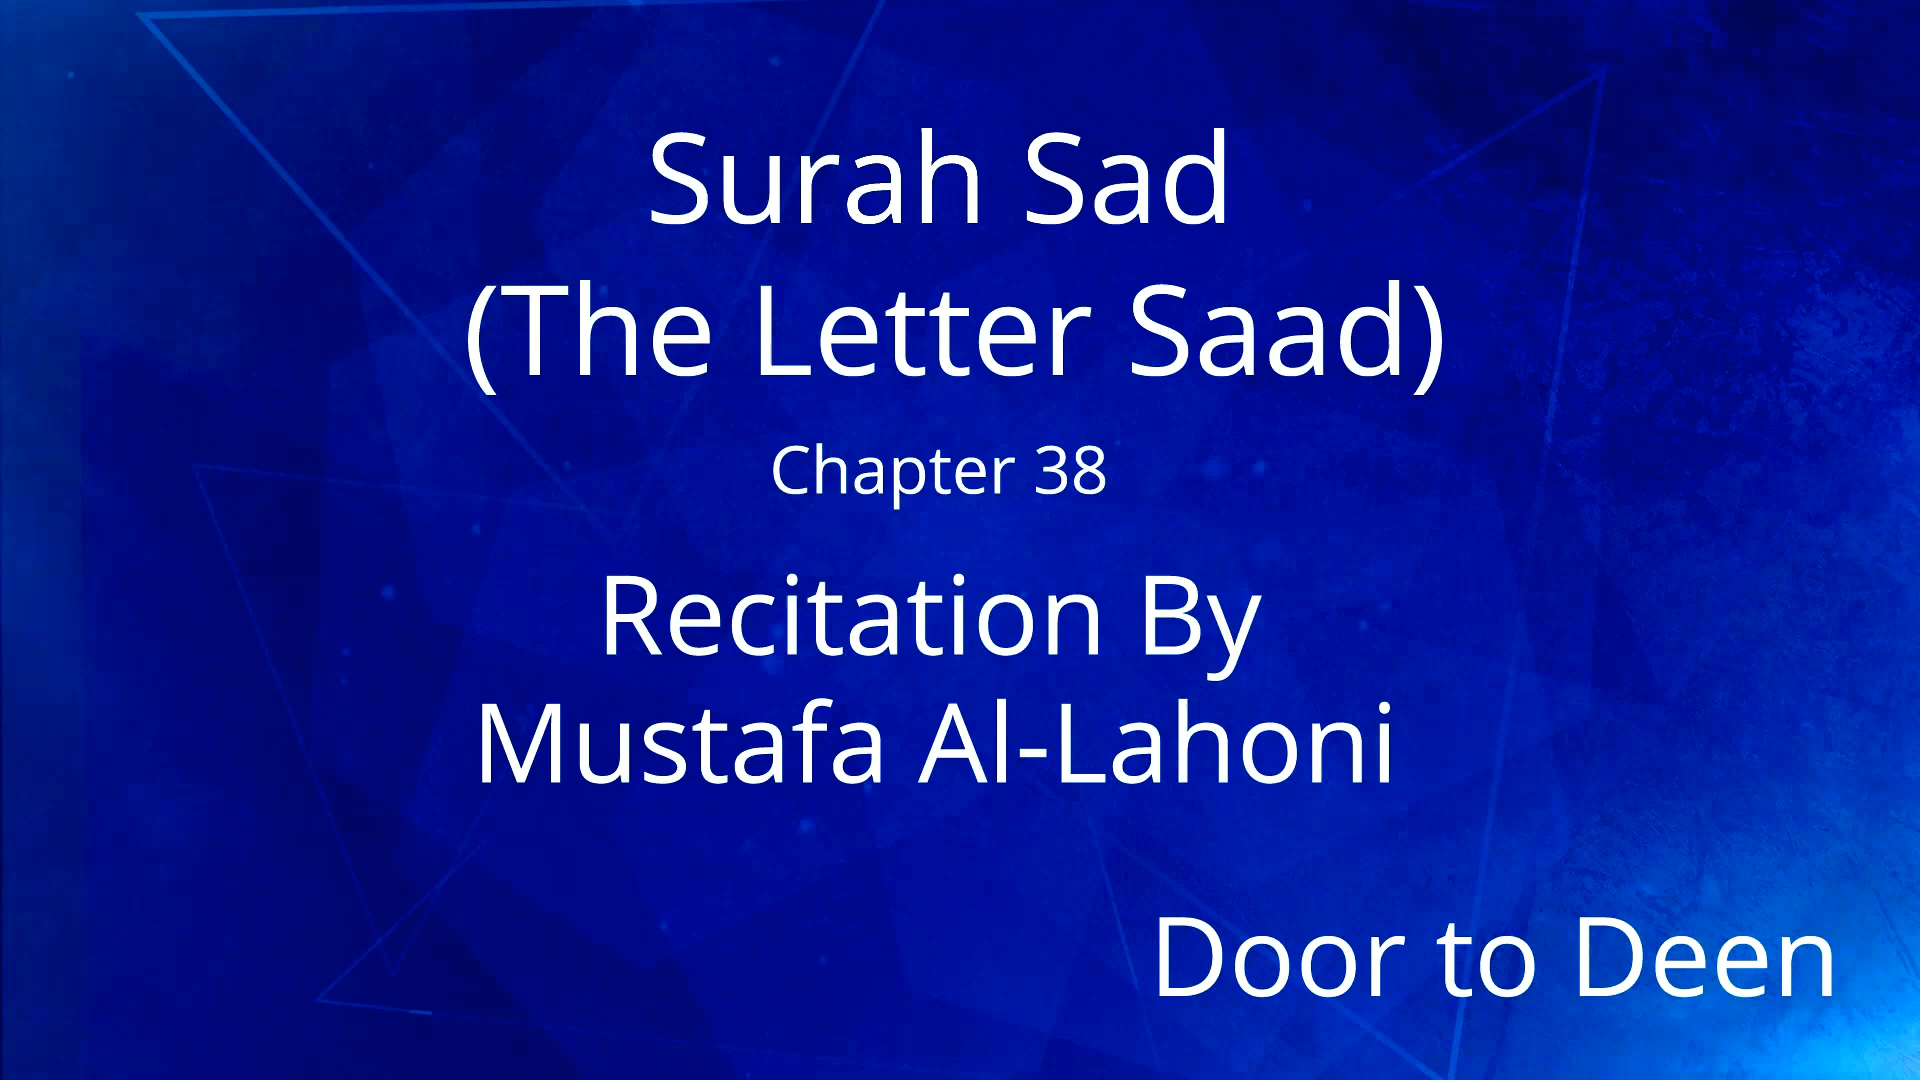 Surah Sad
(The Letter Saad)
Chapter 38
Recitation By
Mustafa Al-Lahoni
Door to Deen